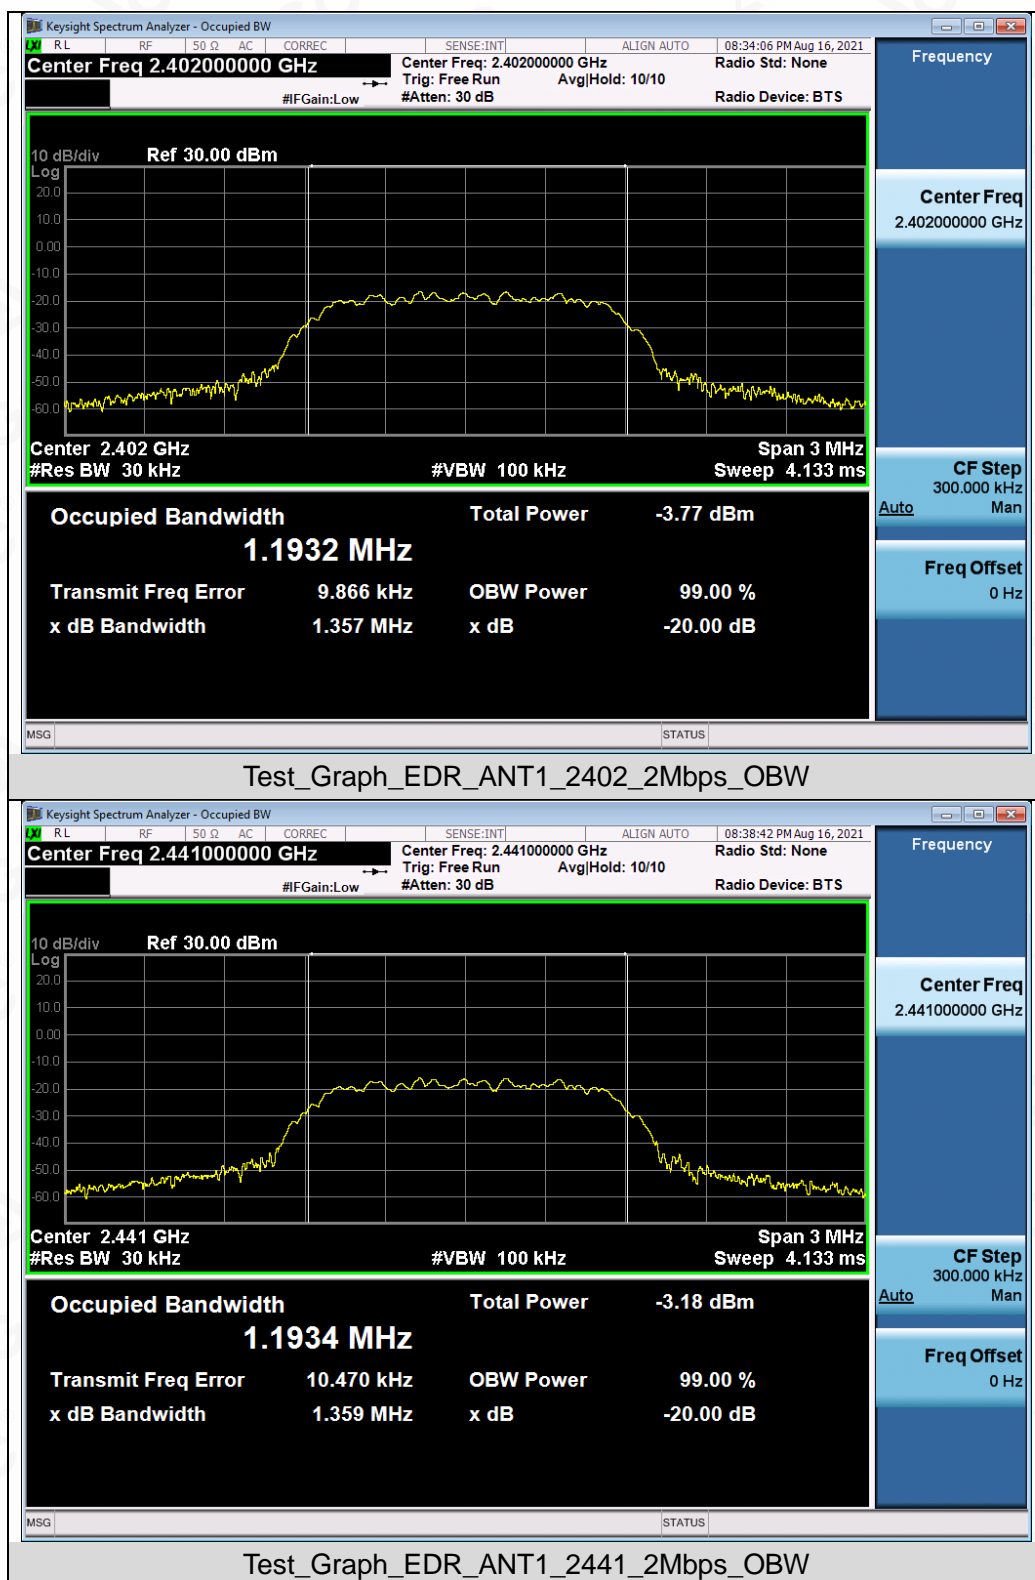 Keysight Spectrum Analyzer - Occupied BW
LXI RL RF 50 Ω AC CORREC SENSE:INT ALIGN AUTO 08:34:06 PM Aug 16, 2021
Center Freq 2.402000000 GHz Center Freq: 2.402000000 GHz Radio Std: None
Trig: Free Run Avg|Hold: 10/10
#IFGain:Low #Atten: 30 dB Radio Device: BTS
10 dB/div Ref 30.00 dBm
Log
20.0
10.0
0.00
-10.0
-20.0
-30.0
-40.0
-50.0
-60.0
Center 2.402 GHz Span 3 MHz
#Res BW 30 kHz #VBW 100 kHz Sweep 4.133 ms
Occupied Bandwidth Total Power -3.77 dBm
1.1932 MHz
Transmit Freq Error 9.866 kHz OBW Power 99.00 %
x dB Bandwidth 1.357 MHz x dB -20.00 dB
MSG STATUS
Frequency
Center Freq
2.402000000 GHz
CF Step
300.000 kHz
Auto Man
Freq Offset
0 Hz
Test_Graph_EDR_ANT1_2402_2Mbps_OBW
Keysight Spectrum Analyzer - Occupied BW
LXI RL RF 50 Ω AC CORREC SENSE:INT ALIGN AUTO 08:38:42 PM Aug 16, 2021
Center Freq 2.441000000 GHz Center Freq: 2.441000000 GHz Radio Std: None
Trig: Free Run Avg|Hold: 10/10
#IFGain:Low #Atten: 30 dB Radio Device: BTS
10 dB/div Ref 30.00 dBm
Log
20.0
10.0
0.00
-10.0
-20.0
-30.0
-40.0
-50.0
-60.0
Center 2.441 GHz Span 3 MHz
#Res BW 30 kHz #VBW 100 kHz Sweep 4.133 ms
Occupied Bandwidth Total Power -3.18 dBm
1.1934 MHz
Transmit Freq Error 10.470 kHz OBW Power 99.00 %
x dB Bandwidth 1.359 MHz x dB -20.00 dB
MSG STATUS
Frequency
Center Freq
2.441000000 GHz
CF Step
300.000 kHz
Auto Man
Freq Offset
0 Hz
Test_Graph_EDR_ANT1_2441_2Mbps_OBW